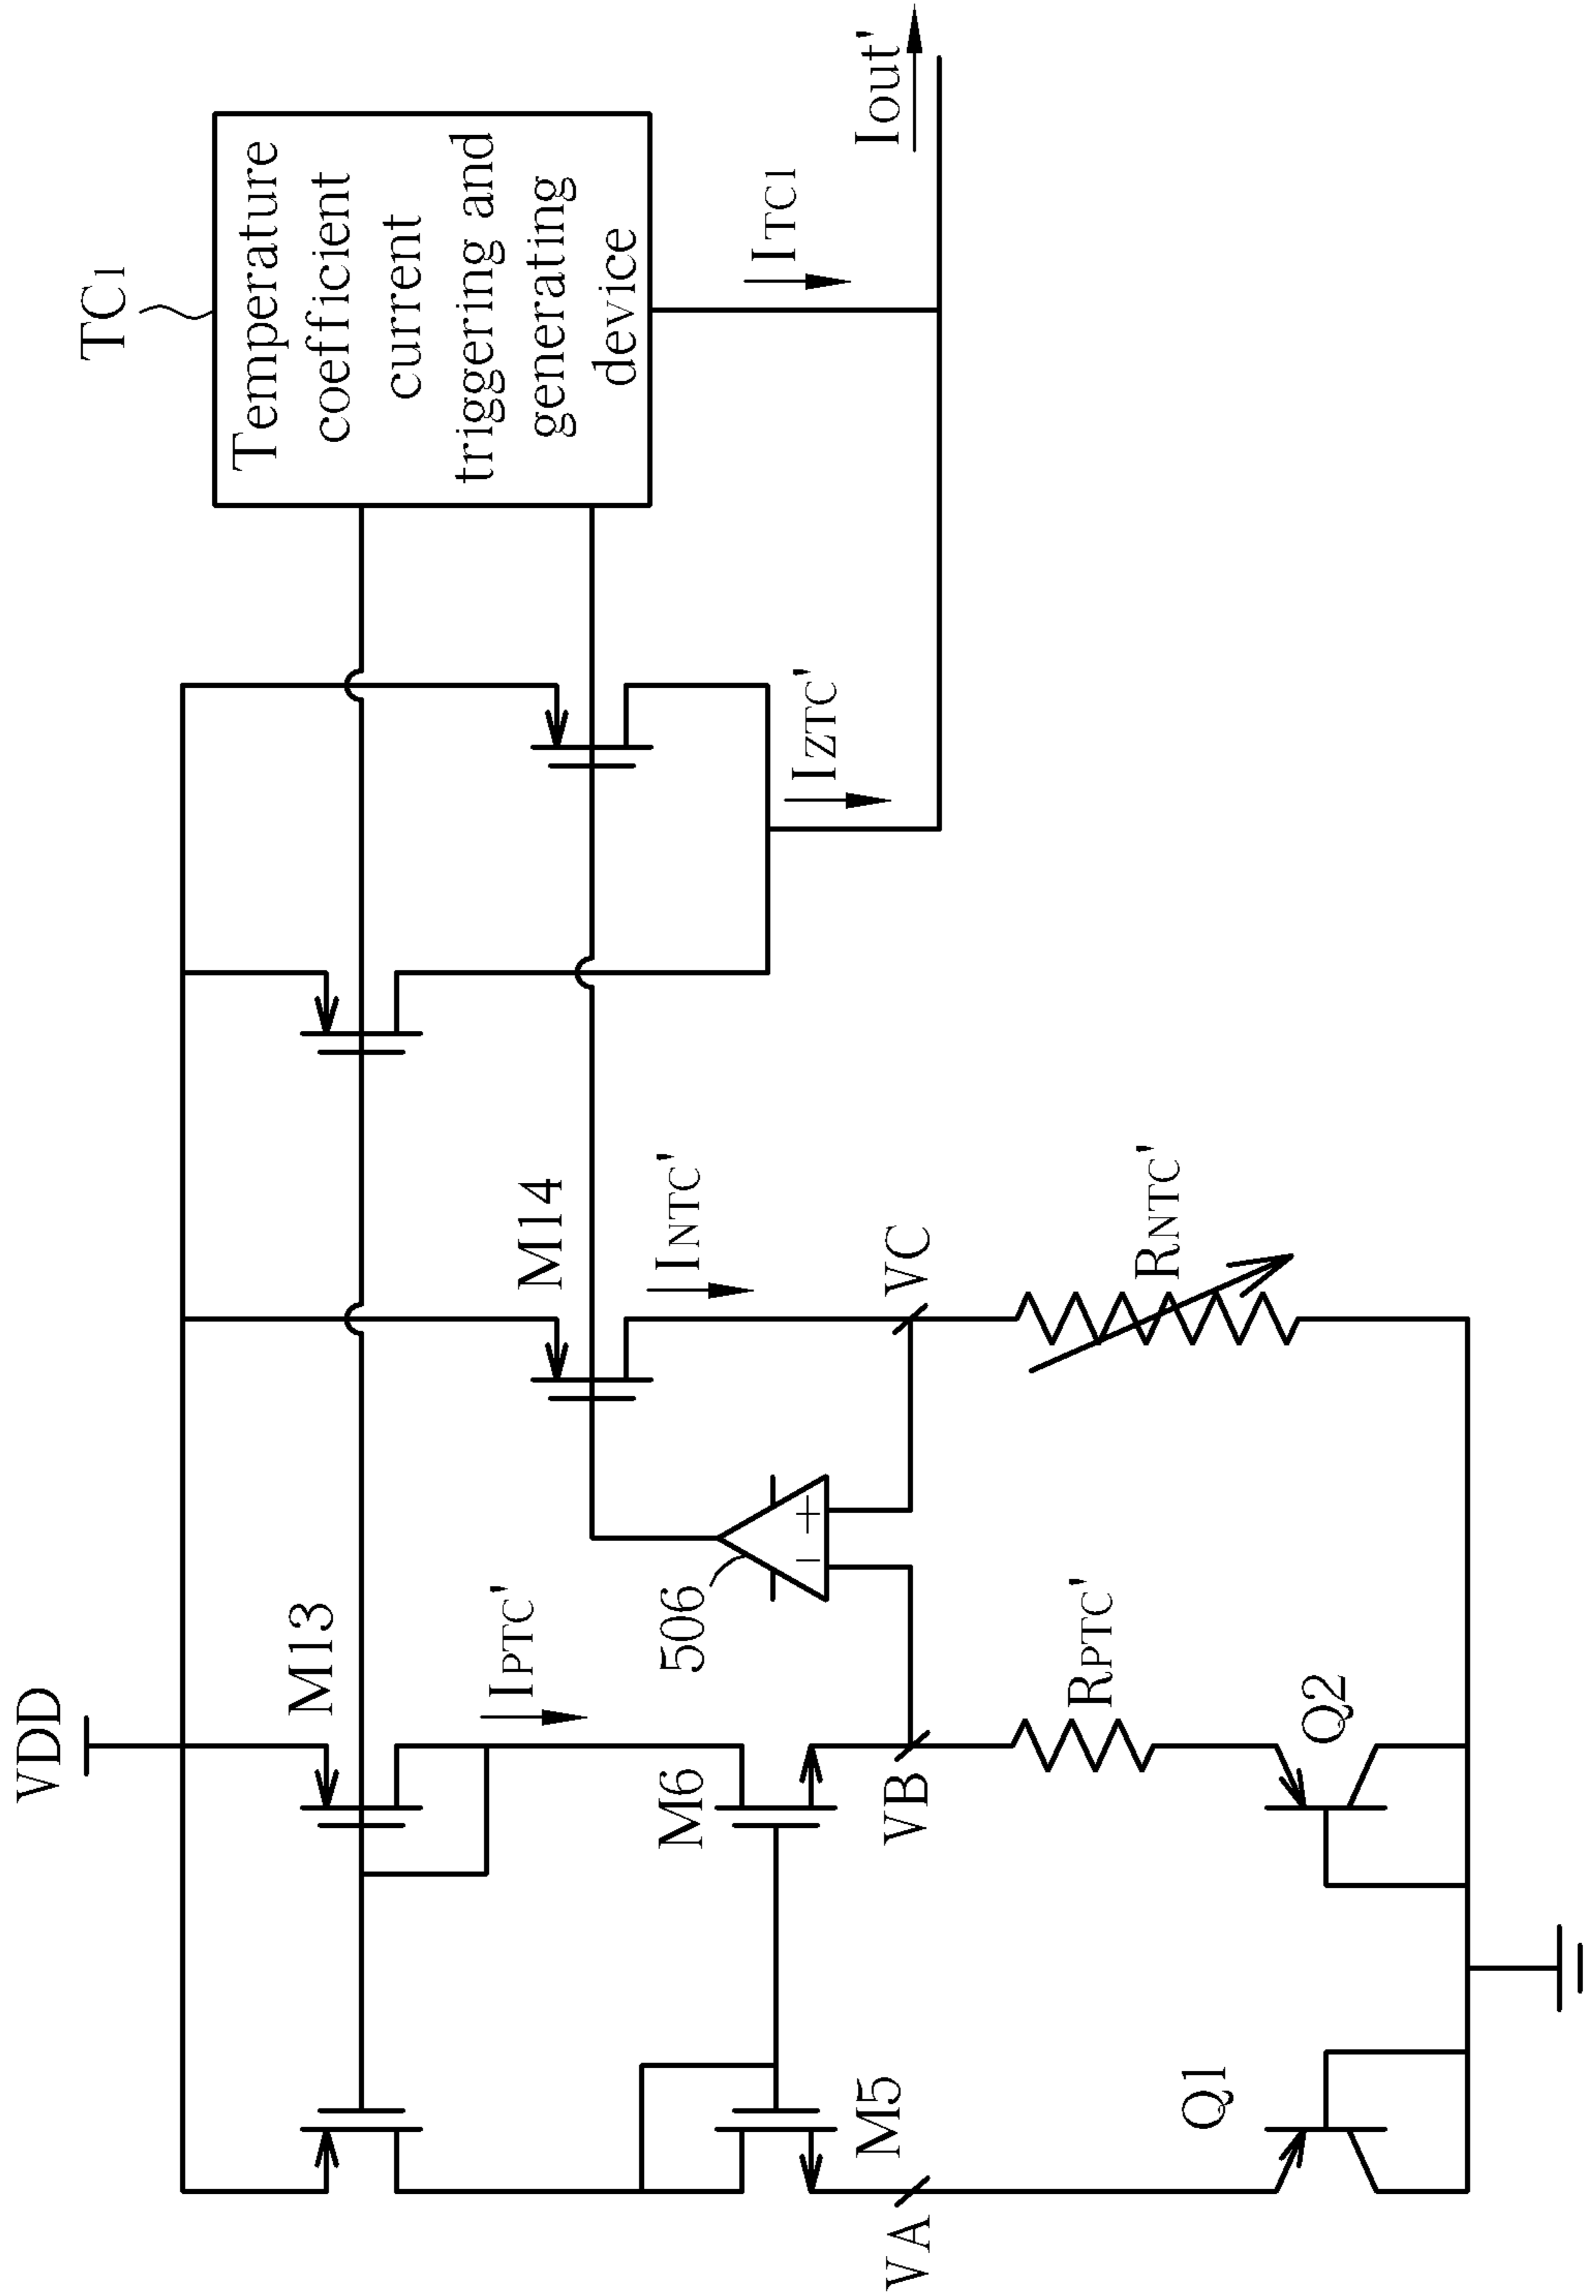 VDD
TC1
M13
M14
Temperature
coefficient
current
triggering and
generating
device
IPTC'
INTC'
506
M6
M5
IZTC'
ITC1
Iout'
VA
VB
VC
RPTC'
RNTC'
Q1
Q2
− +